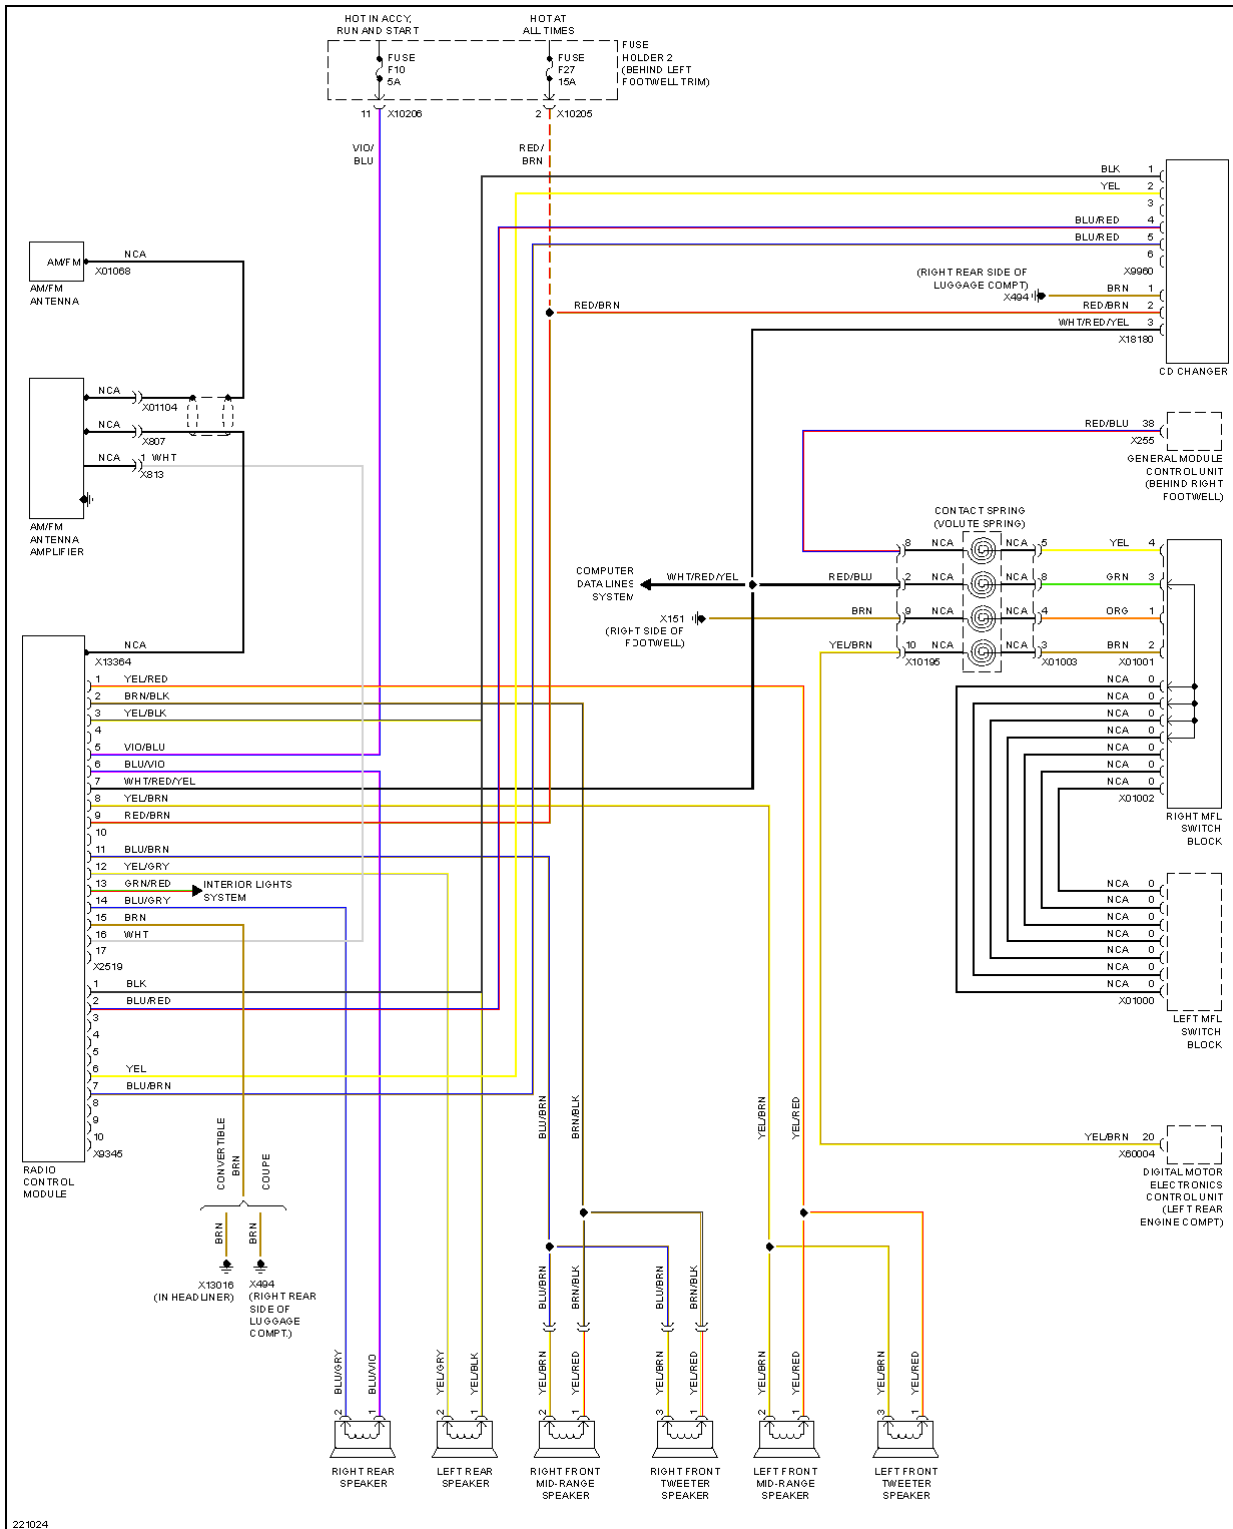 HOT IN ACCY,
RUN AND START
HOT AT
ALL TIMES
FUSE
F10
5A
FUSE
F27
15A
FUSE
HOLDER 2
(BEHIND LEFT
FOOTWELL TRIM)
11 X10206
2 X10205
VIO/
BLU
RED/
BRN
BLK 1
YEL 2
3
BLU/RED 4
BLU/RED 5
6
X9960
(RIGHT REAR SIDE OF
LUGGAGE COMPT)
X494
BRN 1
RED/BRN
RED/BRN 2
WHT/RED/YEL 3
X18180
CD CHANGER
AM/FM
NCA
X01068
AM/FM
ANTENNA
NCA
X01104
NCA
X807
NCA 1 WHT
X813
AM/FM
ANTENNA
AMPLIFIER
RED/BLU 38
X255
GENERAL MODULE
CONTROL UNIT
(BEHIND RIGHT
FOOTWELL)
CONTACT SPRING
(VOLUTE SPRING)
8 NCA NCA 5 YEL 4
COMPUTER
DATA LINES
SYSTEM
WHT/RED/YEL RED/BLU 2 NCA NCA 8 GRN 3
X151
(RIGHT SIDE OF
FOOTWELL)
BRN 9 NCA NCA 4 ORG 1
YEL/BRN 10 NCA NCA 3 BRN 2
X10195 X01003 X01001
NCA 0
NCA 0
NCA 0
NCA 0
NCA 0
NCA 0
NCA 0
X01002
RIGHT MFL
SWITCH
BLOCK
NCA 0
NCA 0
NCA 0
NCA 0
NCA 0
NCA 0
NCA 0
X01000
LEFT MFL
SWITCH
BLOCK
YEL/BRN 20
X60004
DIGITAL MOTOR
ELECTRONICS
CONTROL UNIT
(LEFT REAR
ENGINE COMPT)
NCA
X13364
1 YEL/RED
2 BRN/BLK
3 YEL/BLK
4
5 VIO/BLU
6 BLU/VIO
7 WHT/RED/YEL
8 YEL/BRN
9 RED/BRN
10
11 BLU/BRN
12 YEL/GRY
13 GRN/RED
INTERIOR LIGHTS
SYSTEM
14 BLU/GRY
15 BRN
16 WHT
17
X2519
1 BLK
2 BLU/RED
3
4
5
6 YEL
7 BLU/BRN
8
9
10
X9345
RADIO
CONTROL
MODULE
CONVERTIBLE
BRN
COUPE
BRN
BRN
X13016
(IN HEADLINER)
X494
(RIGHT REAR
SIDE OF
LUGGAGE
COMPT.)
BLU/BRN
BRN/BLK
YEL/BRN
YEL/RED
BLU/BRN
BRN/BLK
BLU/BRN
BRN/BLK
BLU/GRY
BLU/VIO
YEL/GRY
YEL/BLK
YEL/BRN
YEL/RED
YEL/BRN
YEL/RED
YEL/BRN
YEL/RED
YEL/BRN
YEL/RED
2 1 2 1 2 1 3 1 2 1 3 1
RIGHT REAR
SPEAKER
LEFT REAR
SPEAKER
RIGHT FRONT
MID-RANGE
SPEAKER
RIGHT FRONT
TWEETER
SPEAKER
LEFT FRONT
MID-RANGE
SPEAKER
LEFT FRONT
TWEETER
SPEAKER
221024